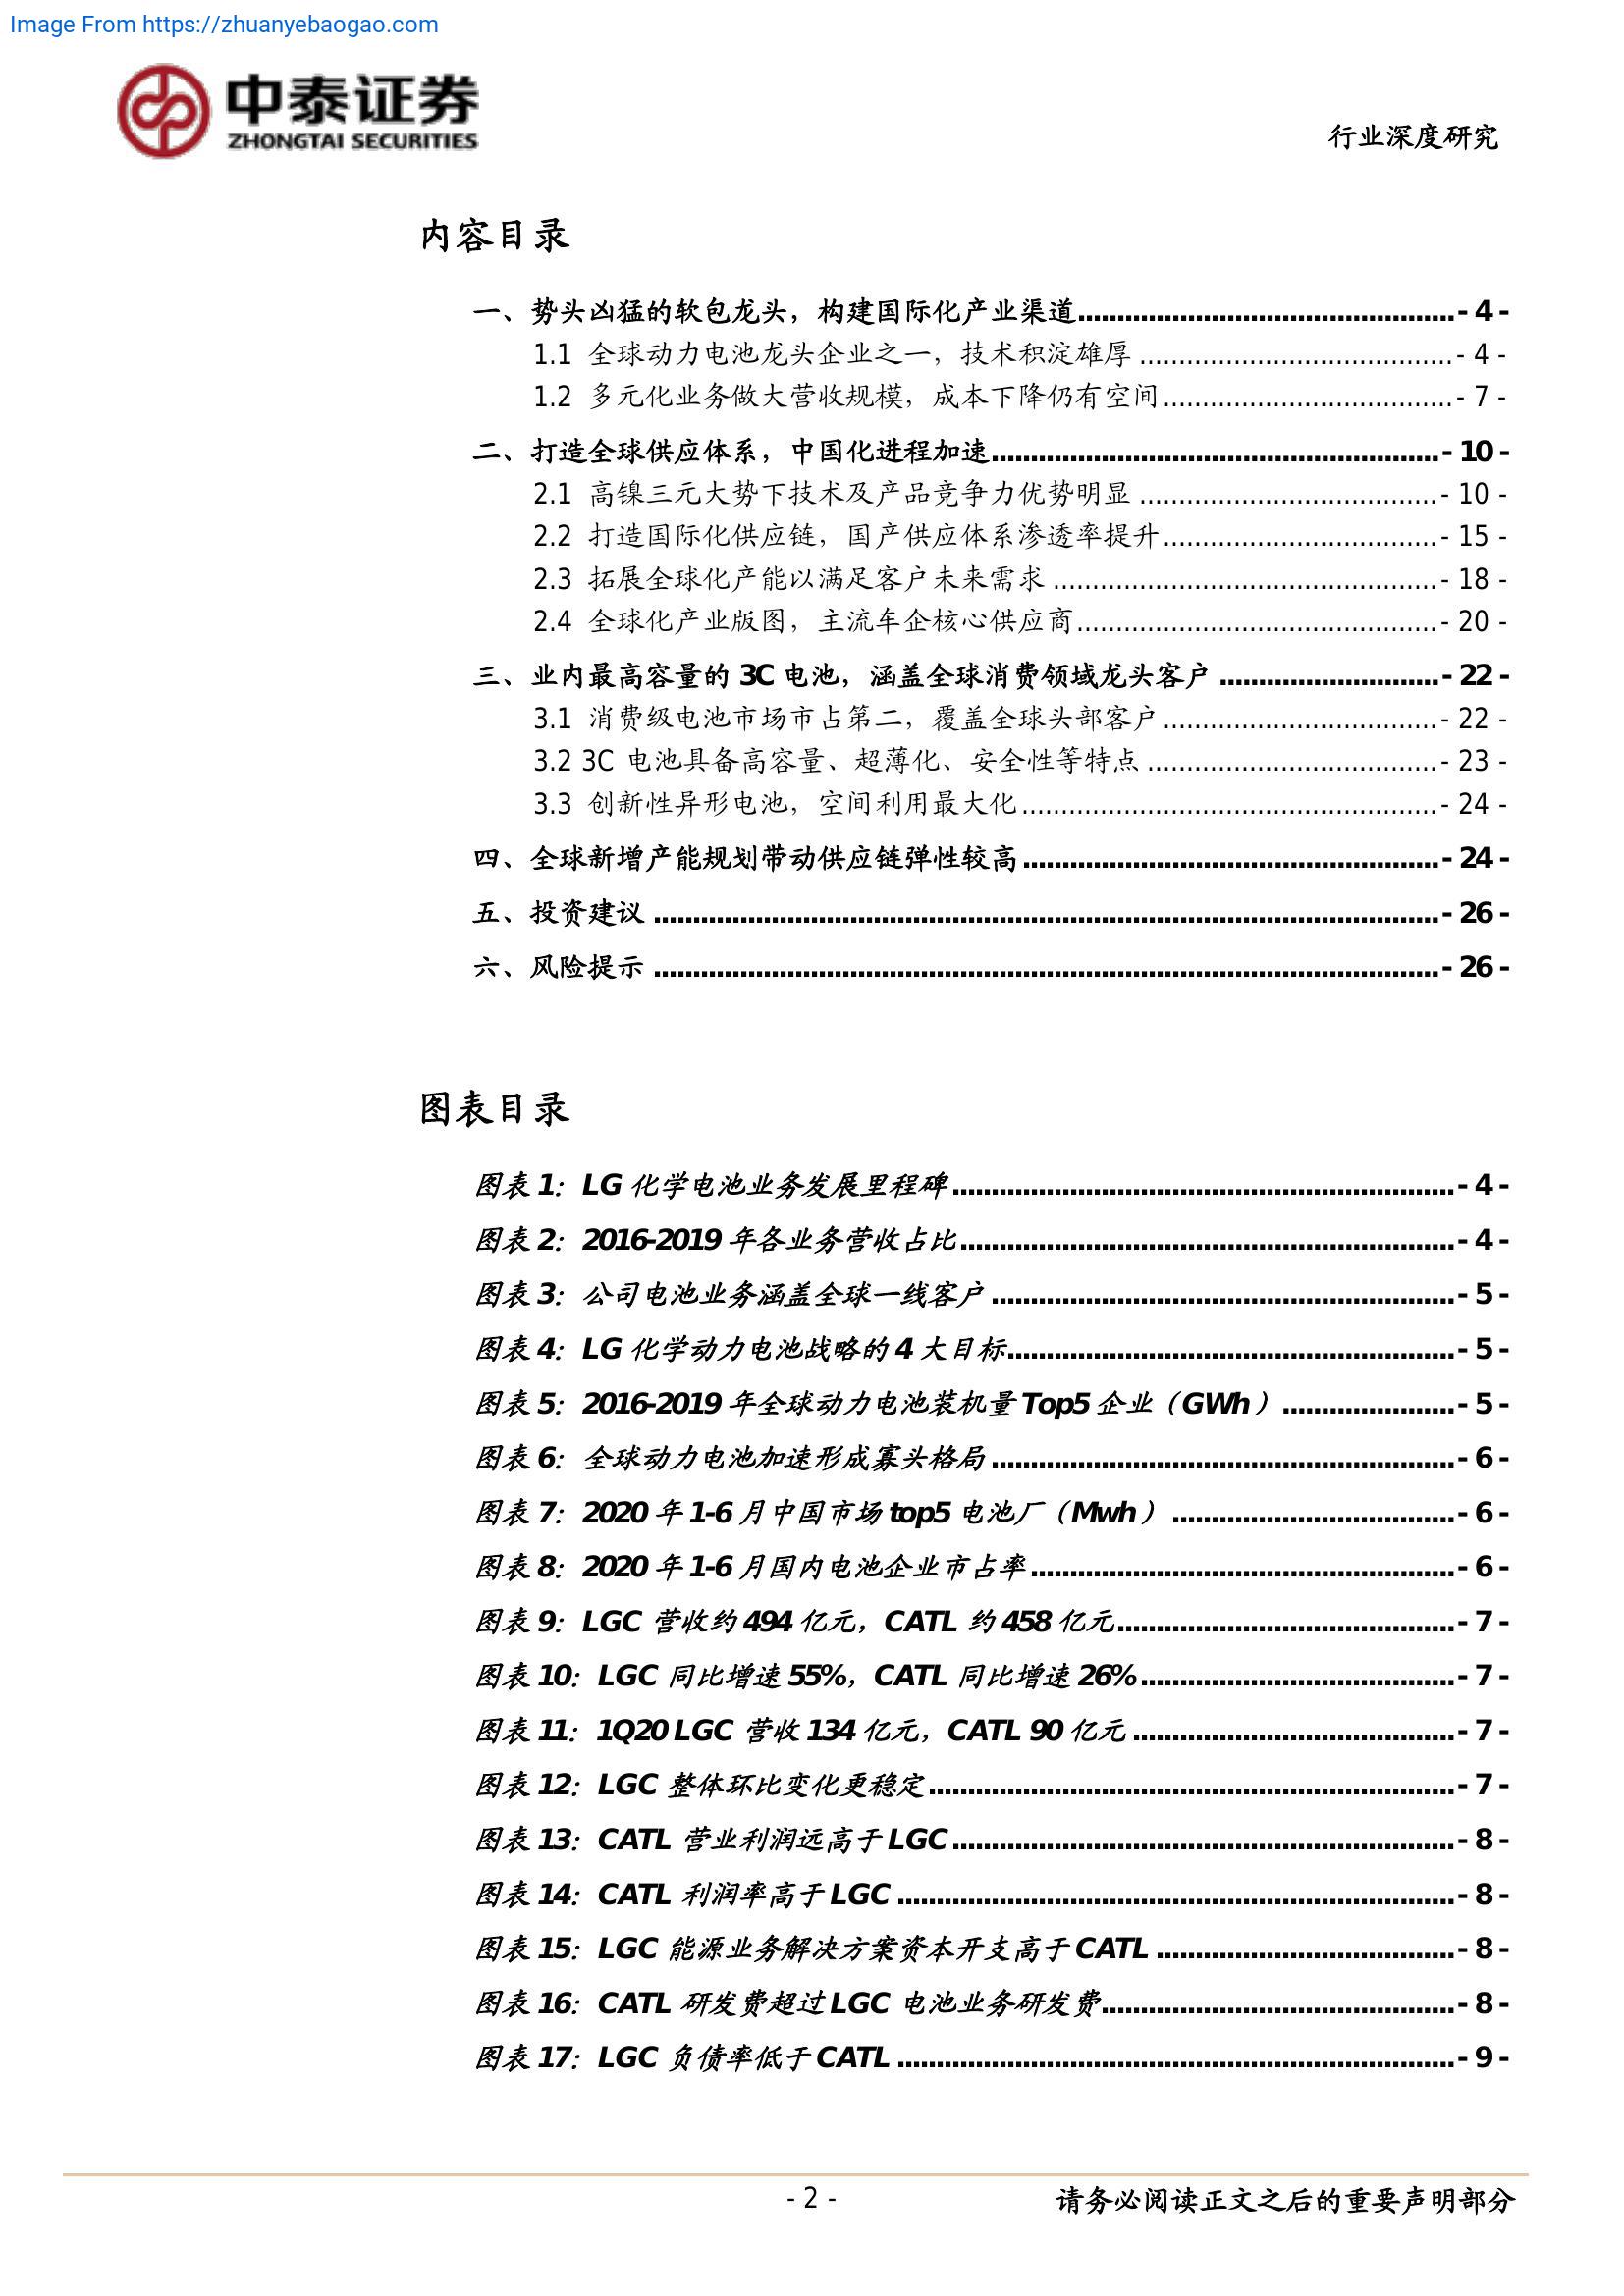 Image From https://zhuanyebaogao.com
中泰证券
ZHONGTAI SECURITIES
行业深度研究
内容目录
一、势头凶猛的软包龙头，构建国际化产业渠道................................................- 4 -
1.1 全球动力电池龙头企业之一，技术积淀雄厚 ........................................- 4 -
1.2 多元化业务做大营收规模，成本下降仍有空间.....................................- 7 -
二、打造全球供应体系，中国化进程加速.........................................................- 10 -
2.1 高镍三元大势下技术及产品竞争力优势明显 ......................................- 10 -
2.2 打造国际化供应链，国产供应体系渗透率提升...................................- 15 -
2.3 拓展全球化产能以满足客户未来需求 .................................................- 18 -
2.4 全球化产业版图，主流车企核心供应商..............................................- 20 -
三、业内最高容量的 3C 电池，涵盖全球消费领域龙头客户 ............................- 22 -
3.1 消费级电池市场市占第二，覆盖全球头部客户...................................- 22 -
3.2 3C 电池具备高容量、超薄化、安全性等特点 .....................................- 23 -
3.3 创新性异形电池，空间利用最大化.....................................................- 24 -
四、全球新增产能规划带动供应链弹性较高.....................................................- 24 -
五、投资建议 ....................................................................................................- 26 -
六、风险提示 ....................................................................................................- 26 -
图表目录
图表 1：LG 化学电池业务发展里程碑................................................................- 4 -
图表 2：2016-2019 年各业务营收占比...............................................................- 4 -
图表 3：公司电池业务涵盖全球一线客户 ...........................................................- 5 -
图表 4：LG 化学动力电池战略的 4 大目标.........................................................- 5 -
图表 5：2016-2019 年全球动力电池装机量 Top5 企业（GWh） ......................- 5 -
图表 6：全球动力电池加速形成寡头格局 ...........................................................- 6 -
图表 7：2020 年 1-6 月中国市场 top5 电池厂（Mwh） ....................................- 6 -
图表 8：2020 年 1-6 月国内电池企业市占率......................................................- 6 -
图表 9：LGC 营收约 494 亿元，CATL 约 458 亿元...........................................- 7 -
图表 10：LGC 同比增速 55%，CATL 同比增速 26%........................................- 7 -
图表 11：1Q20 LGC 营收 134 亿元，CATL 90 亿元 .........................................- 7 -
图表 12：LGC 整体环比变化更稳定...................................................................- 7 -
图表 13：CATL 营业利润远高于 LGC................................................................- 8 -
图表 14：CATL 利润率高于 LGC .......................................................................- 8 -
图表 15：LGC 能源业务解决方案资本开支高于 CATL ......................................- 8 -
图表 16：CATL 研发费超过 LGC 电池业务研发费.............................................- 8 -
图表 17：LGC 负债率低于 CATL .......................................................................- 9 -
- 2 -
请务必阅读正文之后的重要声明部分